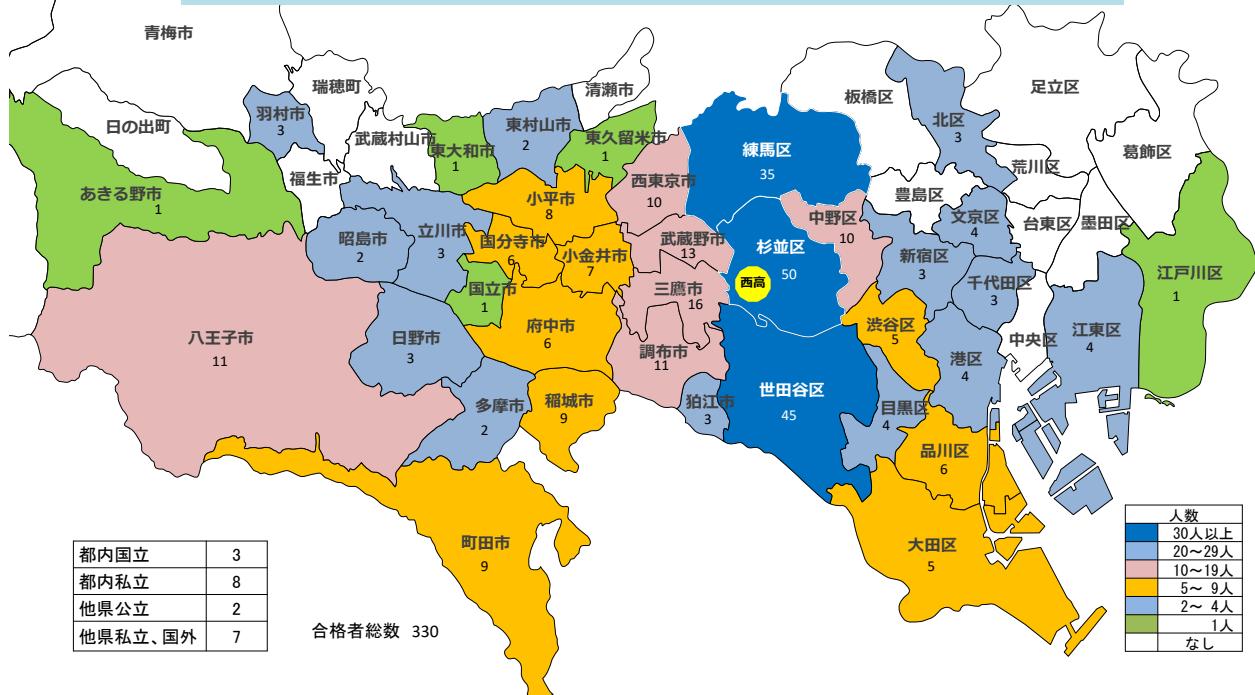 青梅市
瑞穂町
清瀬市
板橋区
足立区
羽村市
3
日の出町
武蔵村山市
東大和市
1
東村山市
2
東久留米市
1
練馬区
35
北区
3
荒川区
葛飾区
あきる野市
1
福生市
西東京市
10
豊島区
小平市
8
中野区
10
文京区
4
台東区
墨田区
昭島市
2
立川市
3
国分寺市
6
小金井市
7
武蔵野市
13
杉並区
50
西高
新宿区
3
千代田区
3
江戸川区
1
国立市
1
三鷹市
16
八王子市
11
日野市
3
府中市
6
調布市
11
渋谷区
5
港区
4
中央区
江東区
4
多摩市
2
稲城市
9
狛江市
3
世田谷区
45
目黒区
4
品川区
6
町田市
9
大田区
5
都内国立 3
都内私立 8
他県公立 2
他県私立、国外 7
合格者総数 330
人数
30人以上
20～29人
10～19人
5～ 9人
2～ 4人
1人
なし